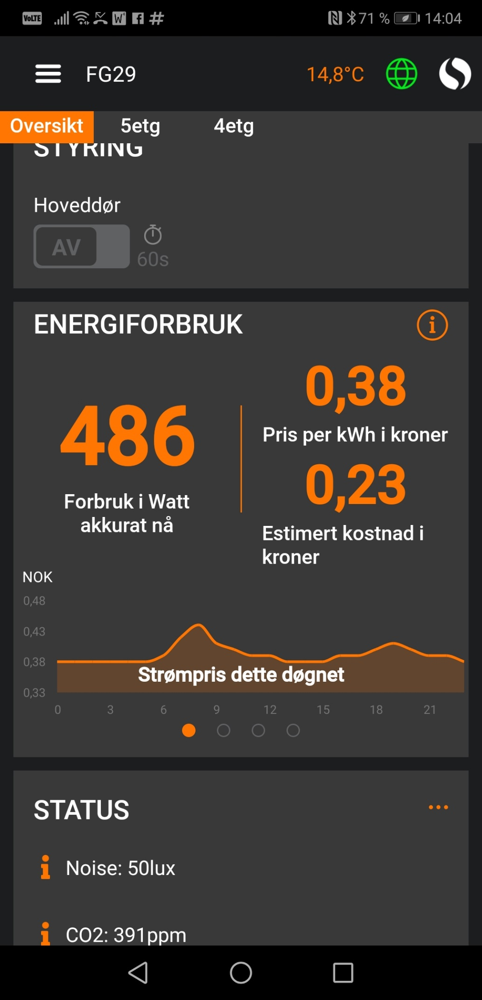 VoLTE W 4 f # 71 % 14:04
FG29 14,8°C
Oversikt 5etg 4etg
STYRING
Hoveddør
AV
60s
ENERGIFORBRUK i
486
Forbruk i Watt
akkurat nå
0,38
Pris per kWh i kroner
0,23
Estimert kostnad i
kroner
NOK
0,48
0,43
0,38
0,33
Strømpris dette døgnet
0 3 6 9 12 15 18 21
STATUS
i Noise: 50lux
i CO2: 391ppm